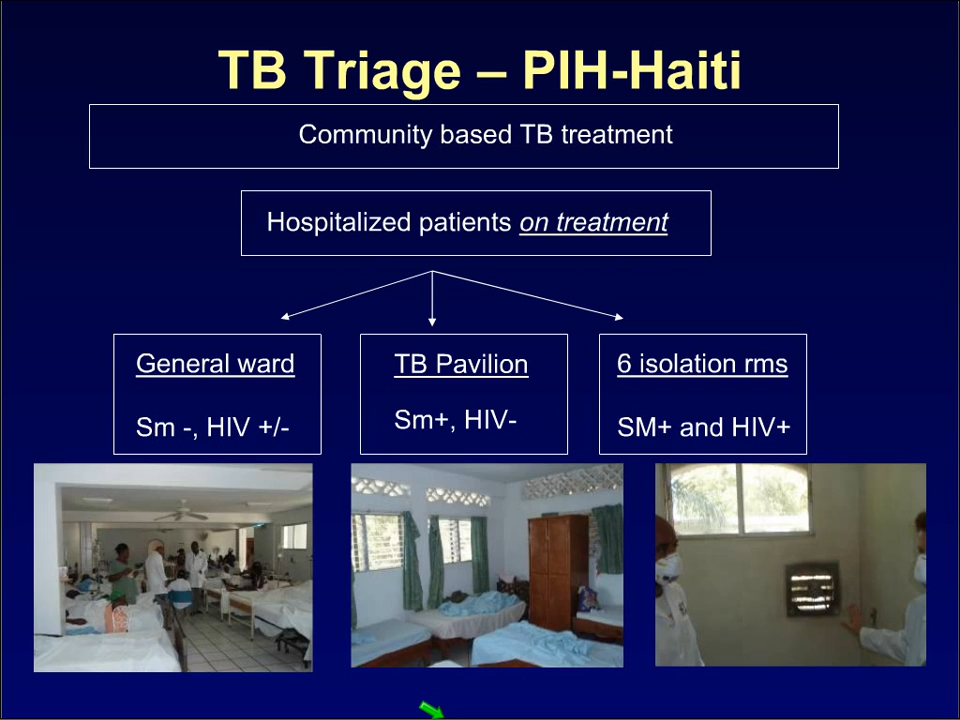 TB Triage – PIH-Haiti
Community based TB treatment
Hospitalized patients on treatment
General ward
Sm -, HIV +/-
TB Pavilion
Sm+, HIV-
6 isolation rms
SM+ and HIV+